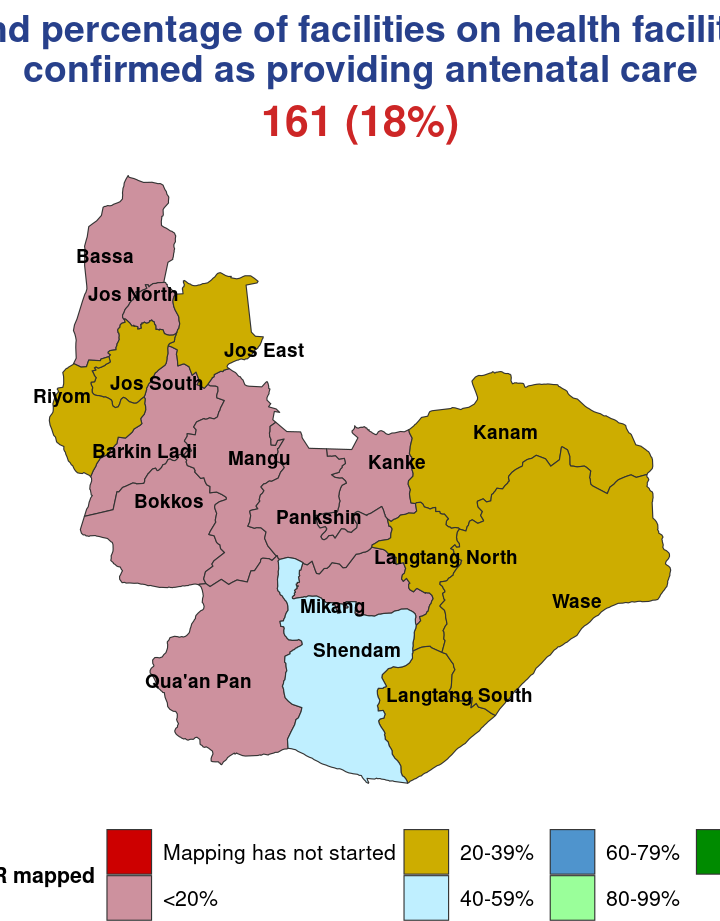 nd percentage of facilities on health facilit
confirmed as providing antenatal care
161 (18%)
Bassa
Jos North
Jos East
Jos South
Riyom
Kanam
Barkin Ladi
Mangu
Kanke
Bokkos
Pankshin
Langtang North
Wase
Mikang
Shendam
Qua'an Pan
Langtang South
R mapped
Mapping has not started
20-39%
60-79%
<20%
40-59%
80-99%